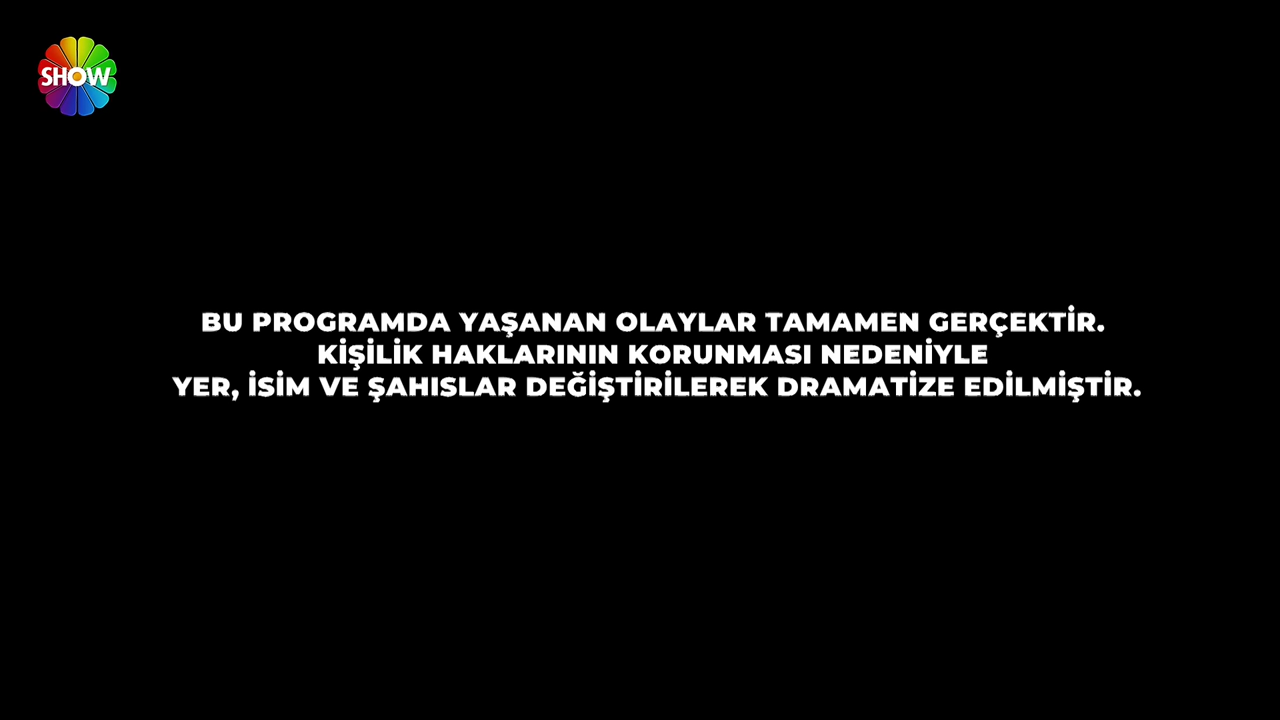 SHOW
BU PROGRAMDA YAŞANAN OLAYLAR TAMAMEN GERÇEKTİR.
KİŞİLİK HAKLARININ KORUNMASI NEDENİYLE
YER, İSİM VE ŞAHISLAR DEĞİŞTİRİLEREK DRAMATİZE EDİLMİŞTİR.